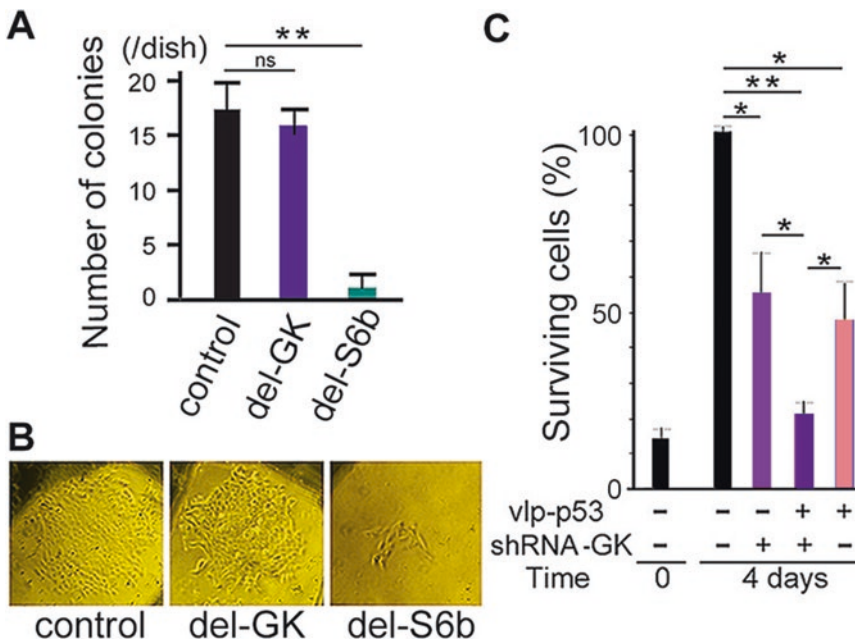 A
(/dish)
**
ns
Number of colonies
20
15
10
5
0
control
del-GK
del-S6b
B
control
del-GK
del-S6b
C
*
**
*
*
*
Surviving cells (%)
100
50
0
vlp-p53 - - - + +
shRNA-GK - - + + -
Time 0 4 days